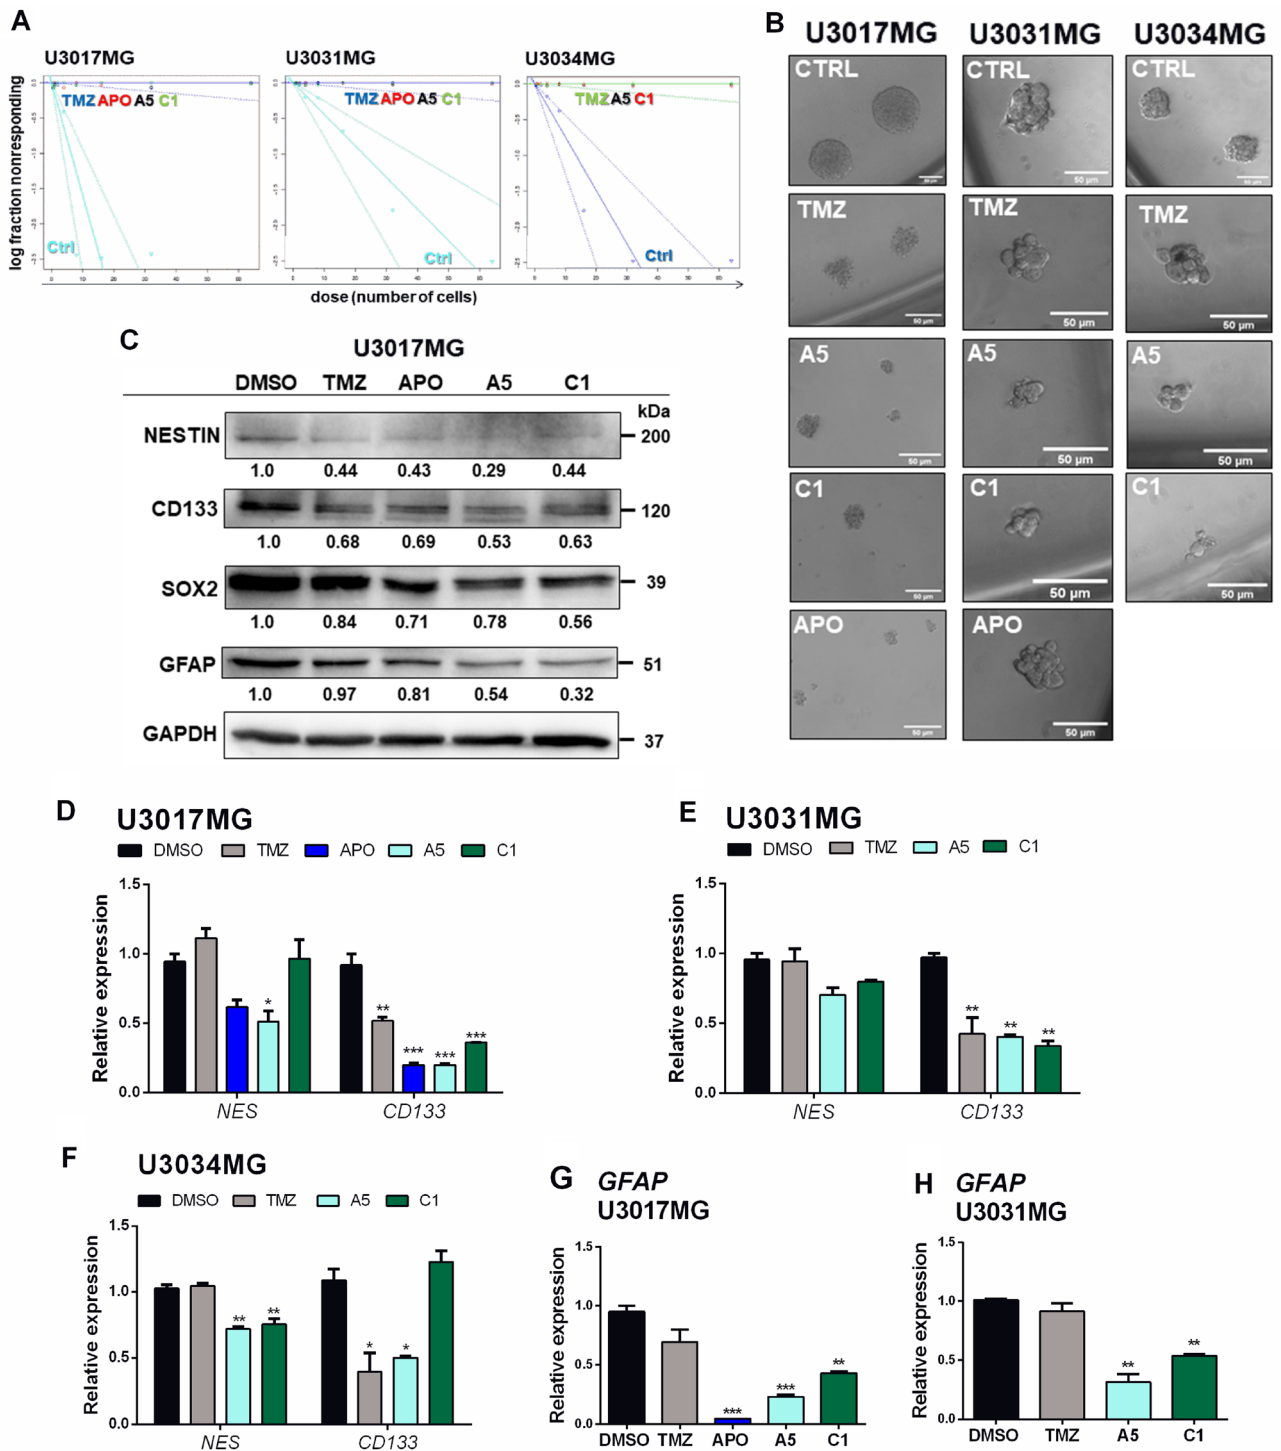 A
U3017MG
U3031MG
U3034MG
log fraction nonresponding
TMZ APO A5 C1
Ctrl
TMZ APO A5 C1
Ctrl
TMZ A5 C1
Ctrl
dose (number of cells)
B
U3017MG U3031MG U3034MG
CTRL CTRL CTRL
50 µm
TMZ TMZ TMZ
50 µm 50 µm 50 µm
A5 A5 A5
50 µm 50 µm 50 µm
C1 C1 C1
50 µm 50 µm 50 µm
APO APO
50 µm 50 µm
C
U3017MG
DMSO TMZ APO A5 C1
kDa
NESTIN 200
1.0 0.44 0.43 0.29 0.44
CD133 120
1.0 0.68 0.69 0.53 0.63
SOX2 39
1.0 0.84 0.71 0.78 0.56
GFAP 51
1.0 0.97 0.81 0.54 0.32
GAPDH 37
D
U3017MG
DMSO TMZ APO A5 C1
Relative expression
1.5
1.0
0.5
0.0
*
** *** *** ***
NES CD133
E
U3031MG
DMSO TMZ A5 C1
Relative expression
1.5
1.0
0.5
0.0
** ** **
NES CD133
F
U3034MG
DMSO TMZ A5 C1
Relative expression
1.5
1.0
0.5
0.0
** **
* *
NES CD133
G
GFAP
U3017MG
Relative expression
1.5
1.0
0.5
0.0
*** *** **
DMSO TMZ APO A5 C1
H
GFAP
U3031MG
Relative expression
1.5
1.0
0.5
0.0
** **
DMSO TMZ A5 C1